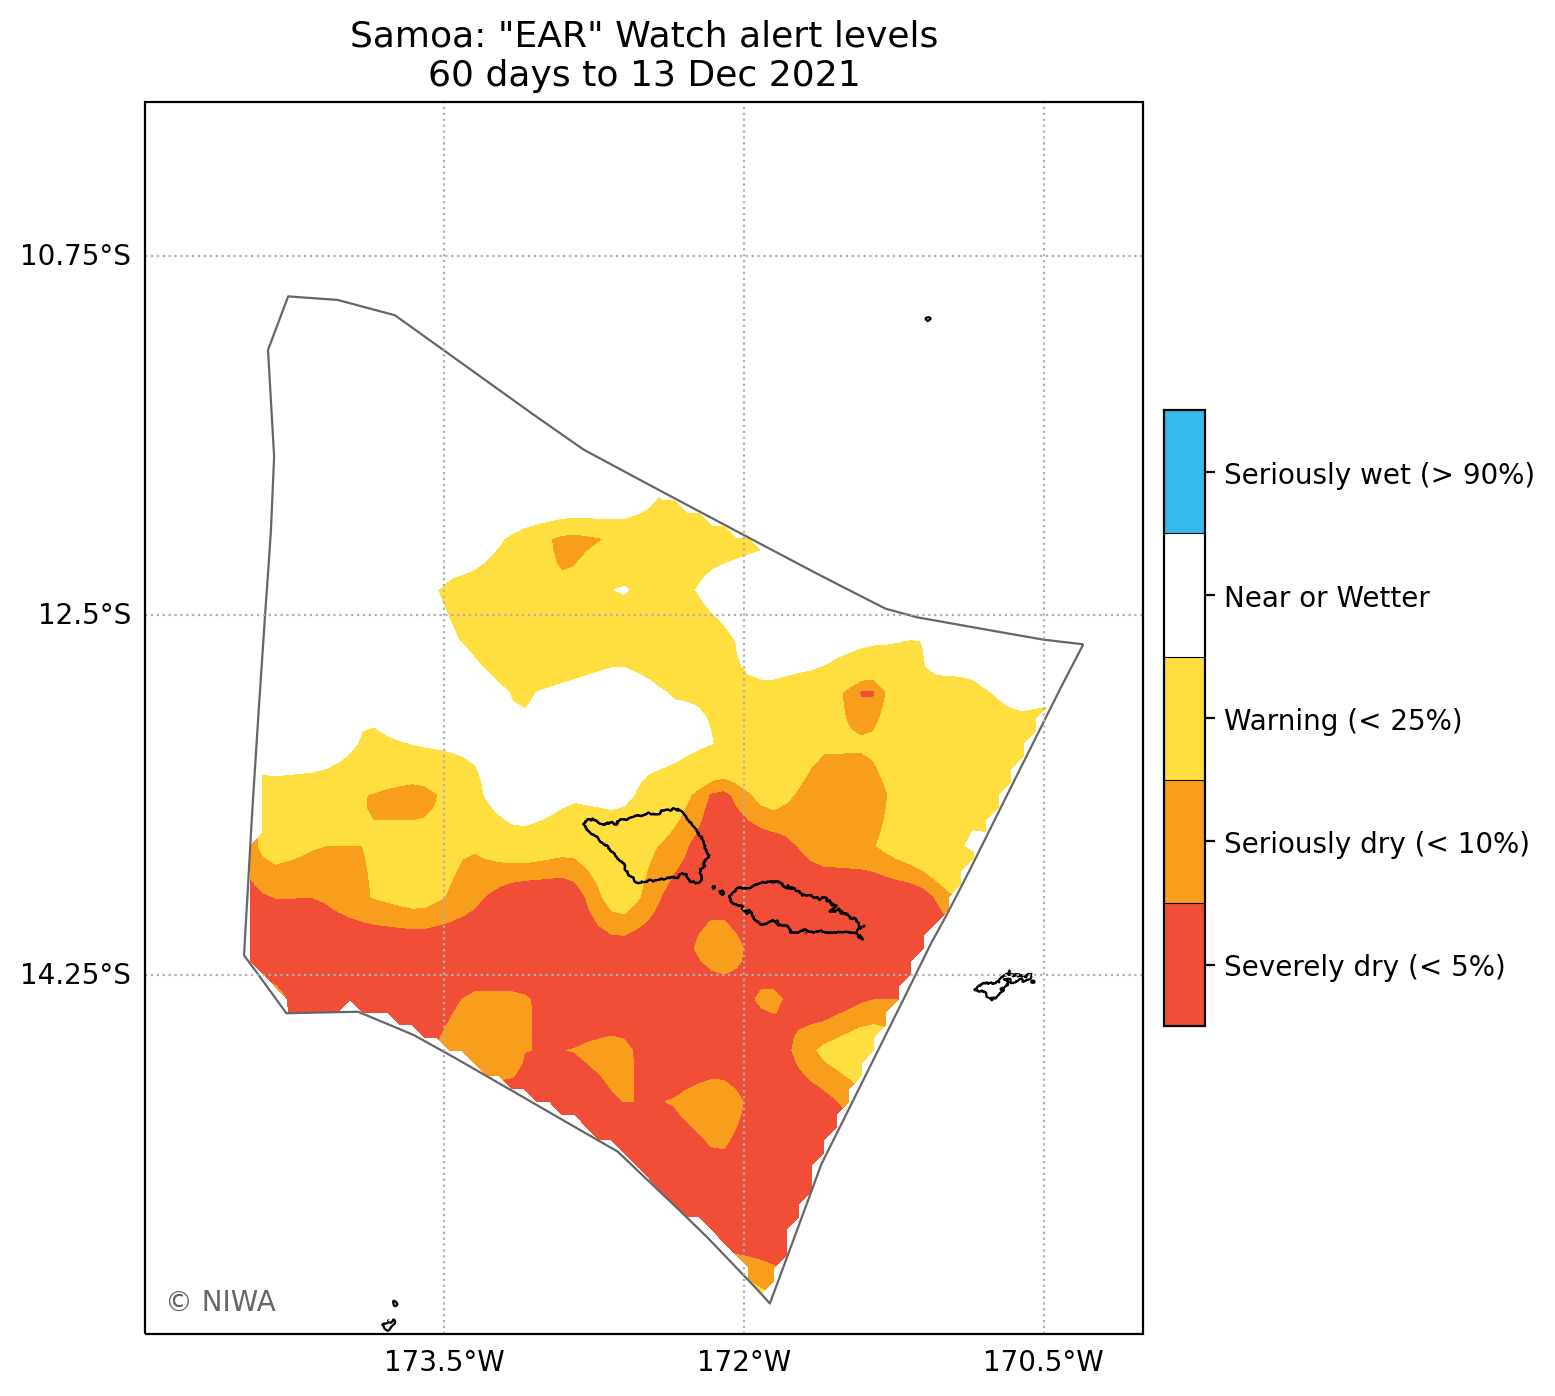 Samoa: "EAR" Watch alert levels
60 days to 13 Dec 2021
10.75°S
12.5°S
14.25°S
173.5°W
172°W
170.5°W
Seriously wet (> 90%)
Near or Wetter
Warning (< 25%)
Seriously dry (< 10%)
Severely dry (< 5%)
© NIWA